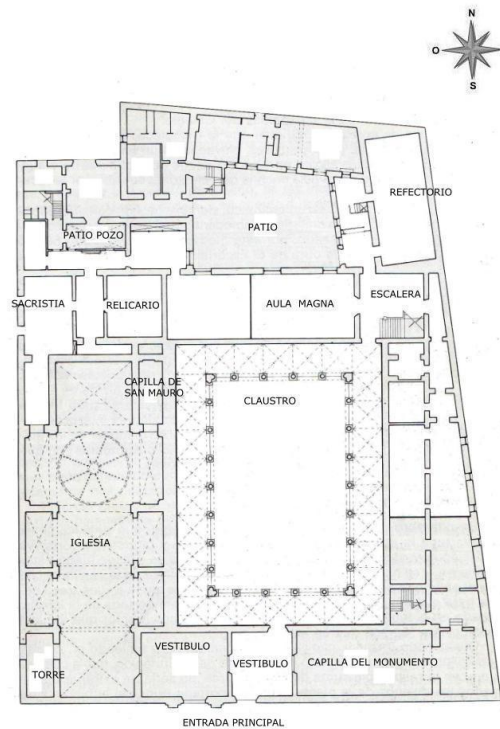 N
O
E
S
REFECTORIO
PATIO
PATIO POZO
SACRISTIA
RELICARIO
AULA MAGNA
ESCALERA
CAPILLA DE
SAN MAURO
CLAUSTRO
IGLESIA
VESTIBULO
TORRE
VESTIBULO
CAPILLA DEL MONUMENTO
ENTRADA PRINCIPAL